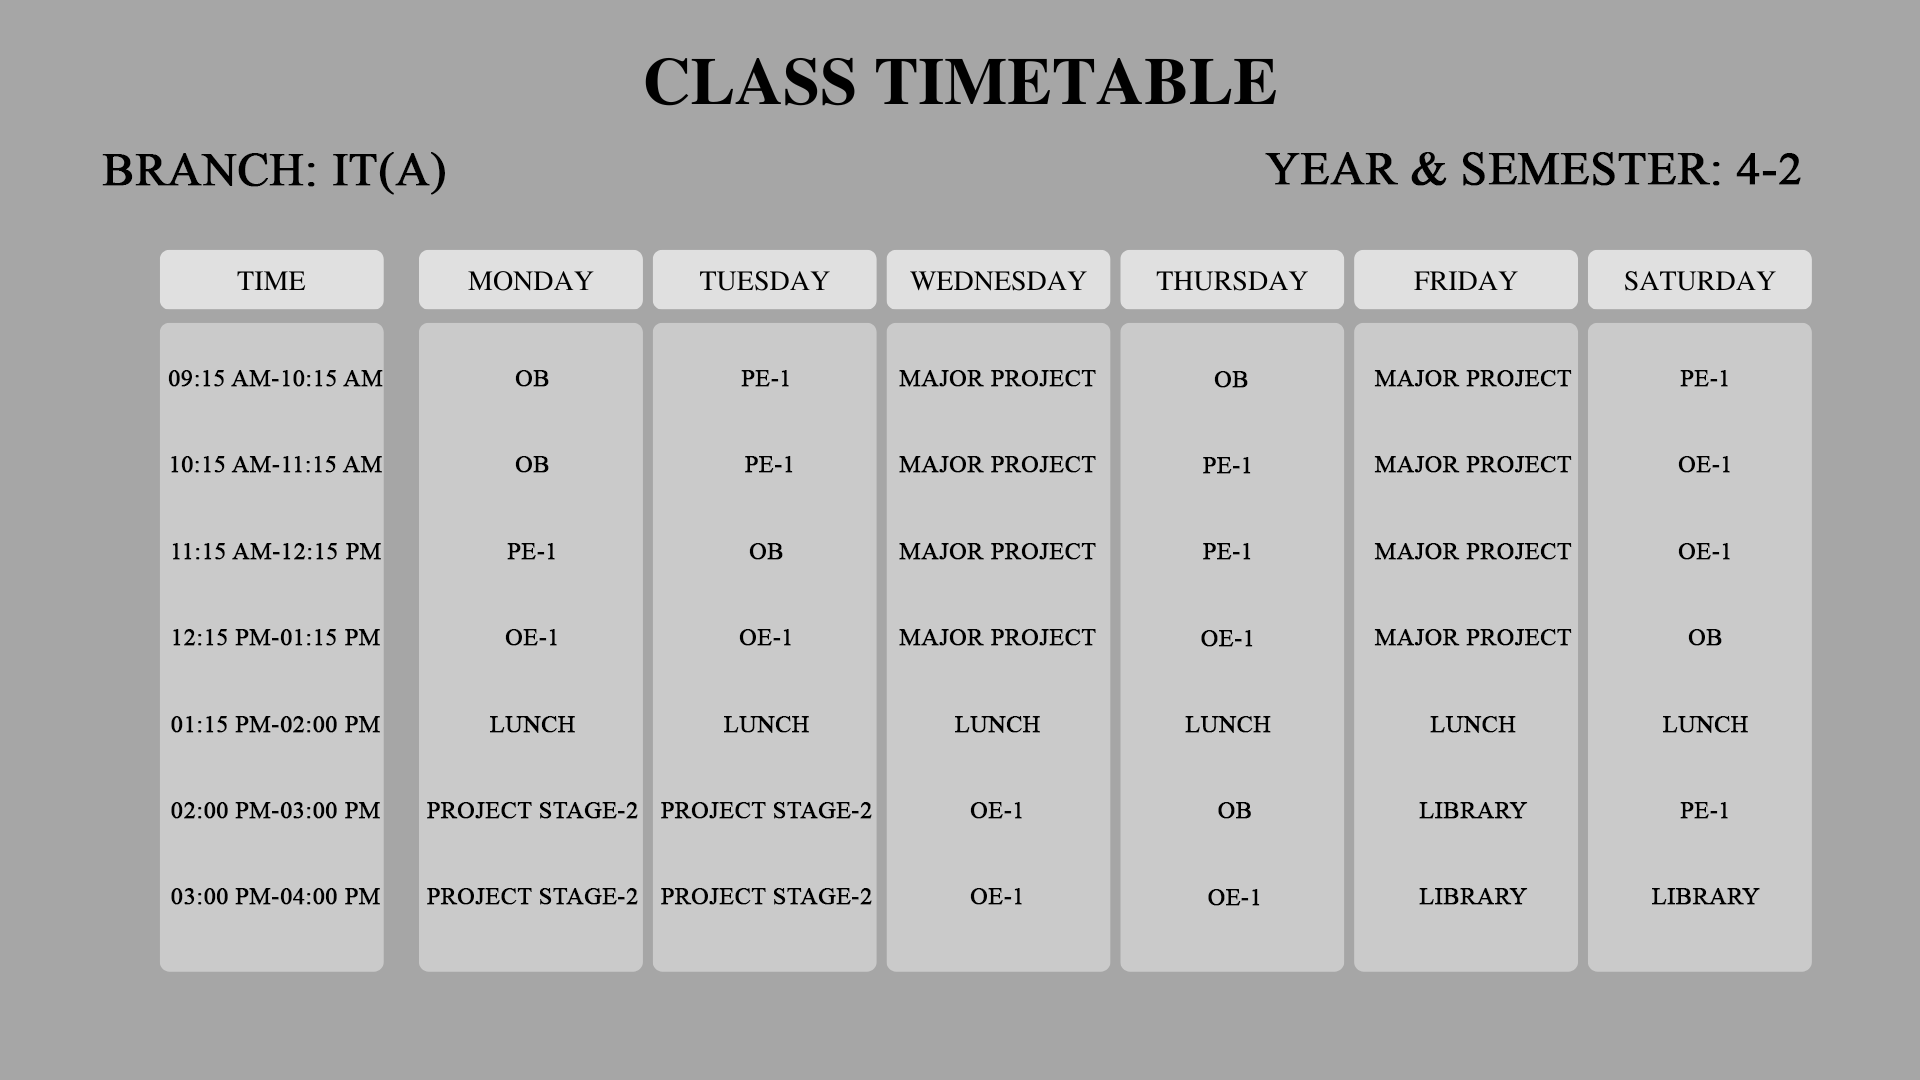 CLASS TIMETABLE
BRANCH: IT(A) YEAR & SEMESTER: 4-2
TIME MONDAY TUESDAY WEDNESDAY THURSDAY FRIDAY SATURDAY
09:15 AM-10:15 AM OB PE-1 MAJOR PROJECT OB MAJOR PROJECT PE-1
10:15 AM-11:15 AM OB PE-1 MAJOR PROJECT PE-1 MAJOR PROJECT OE-1
11:15 AM-12:15 PM PE-1 OB MAJOR PROJECT PE-1 MAJOR PROJECT OE-1
12:15 PM-01:15 PM OE-1 OE-1 MAJOR PROJECT OE-1 MAJOR PROJECT OB
01:15 PM-02:00 PM LUNCH LUNCH LUNCH LUNCH LUNCH LUNCH
02:00 PM-03:00 PM PROJECT STAGE-2 PROJECT STAGE-2 OE-1 OB LIBRARY PE-1
03:00 PM-04:00 PM PROJECT STAGE-2 PROJECT STAGE-2 OE-1 OE-1 LIBRARY LIBRARY